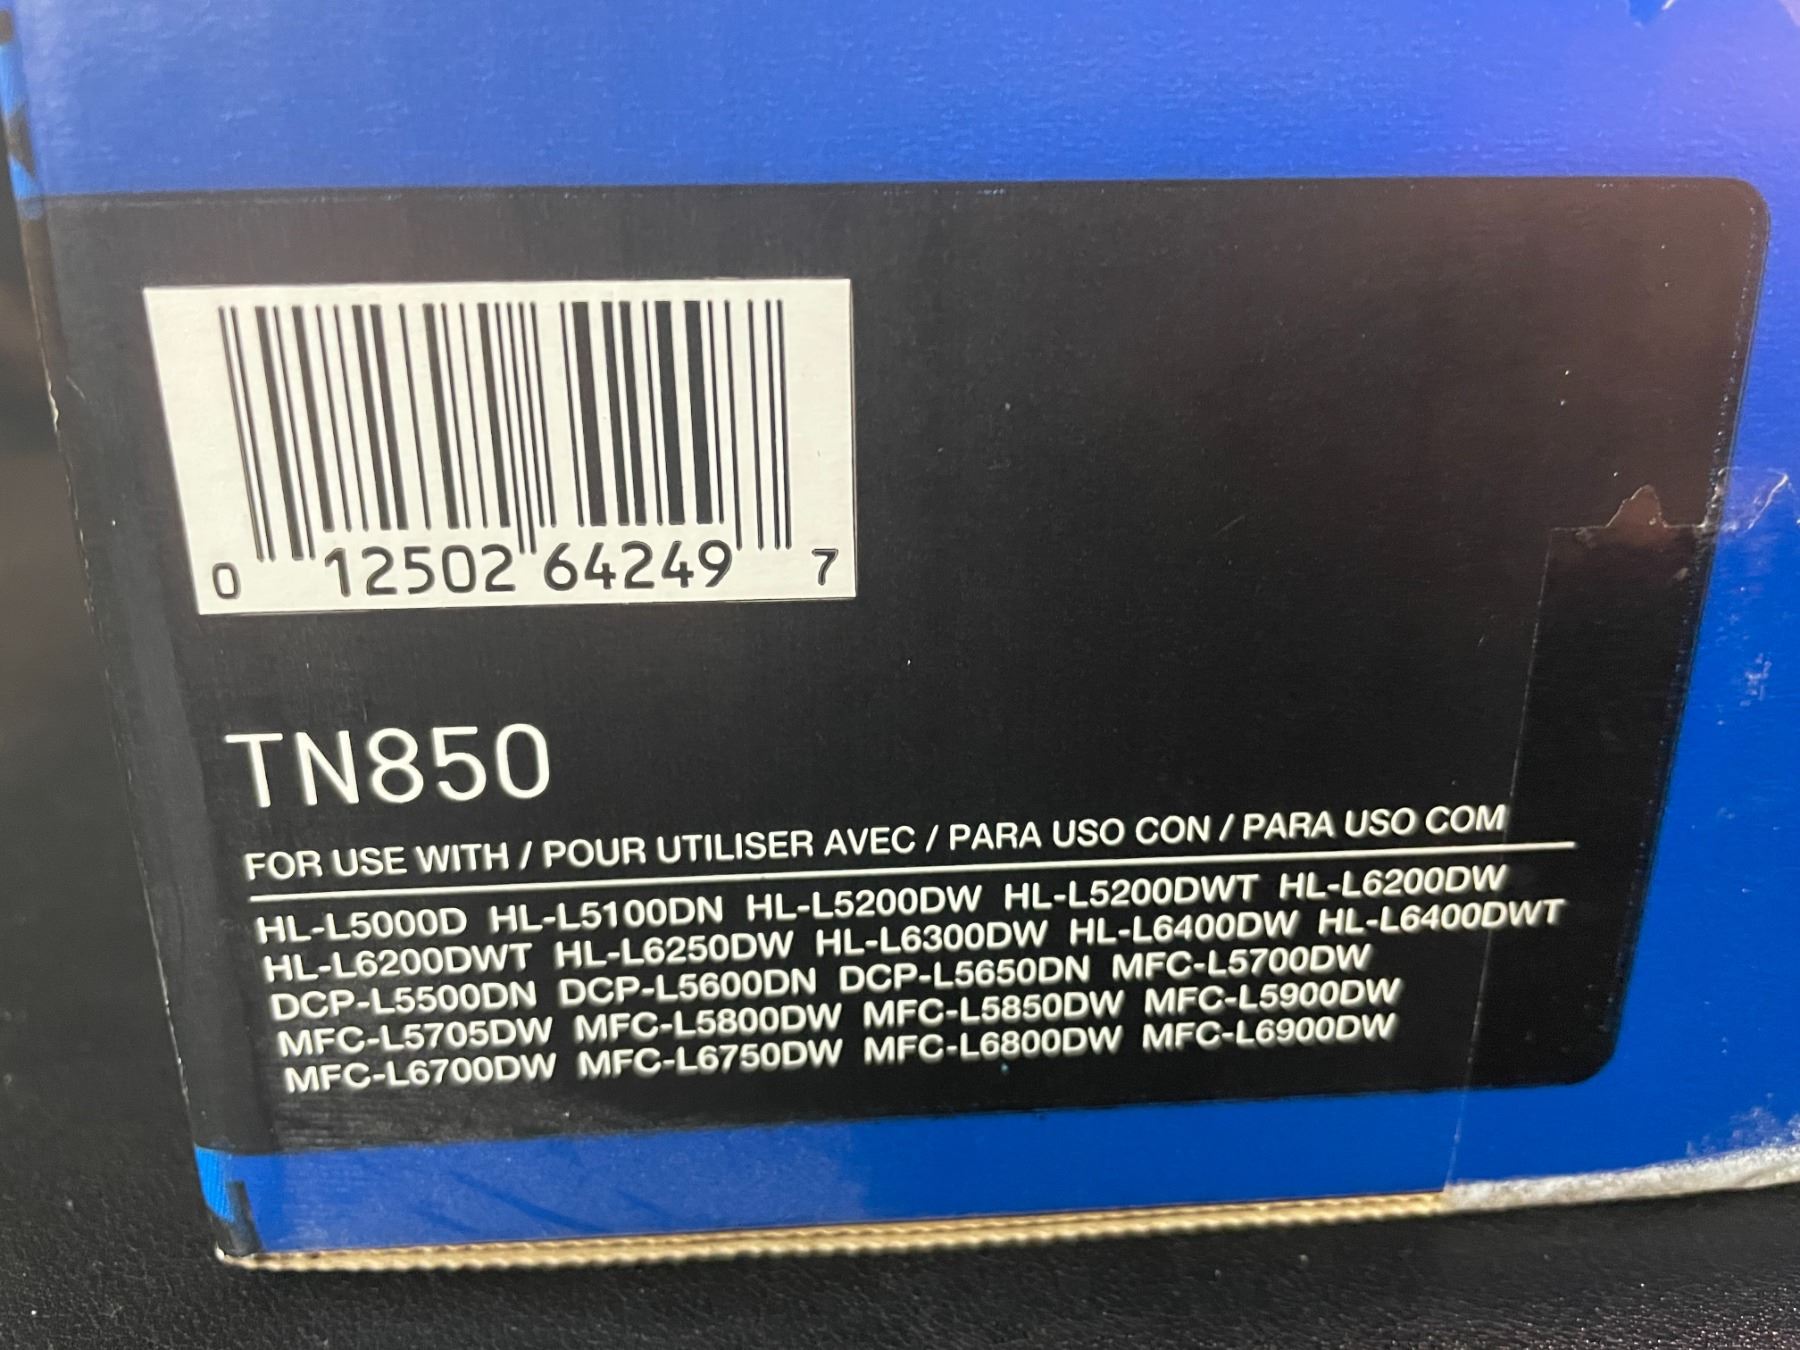 0 12502 64249 7
TN850
FOR USE WITH / POUR UTILISER AVEC / PARA USO CON / PARA USO COM
HL-L5000D HL-L5100DN HL-L5200DW HL-L5200DWT HL-L6200DW
HL-L6200DWT HL-L6250DW HL-L6300DW HL-L6400DW HL-L6400DWT
DCP-L5500DN DCP-L5600DN DCP-L5650DN MFC-L5700DW
MFC-L5705DW MFC-L5800DW MFC-L5850DW MFC-L5900DW
MFC-L6700DW MFC-L6750DW MFC-L6800DW MFC-L6900DW